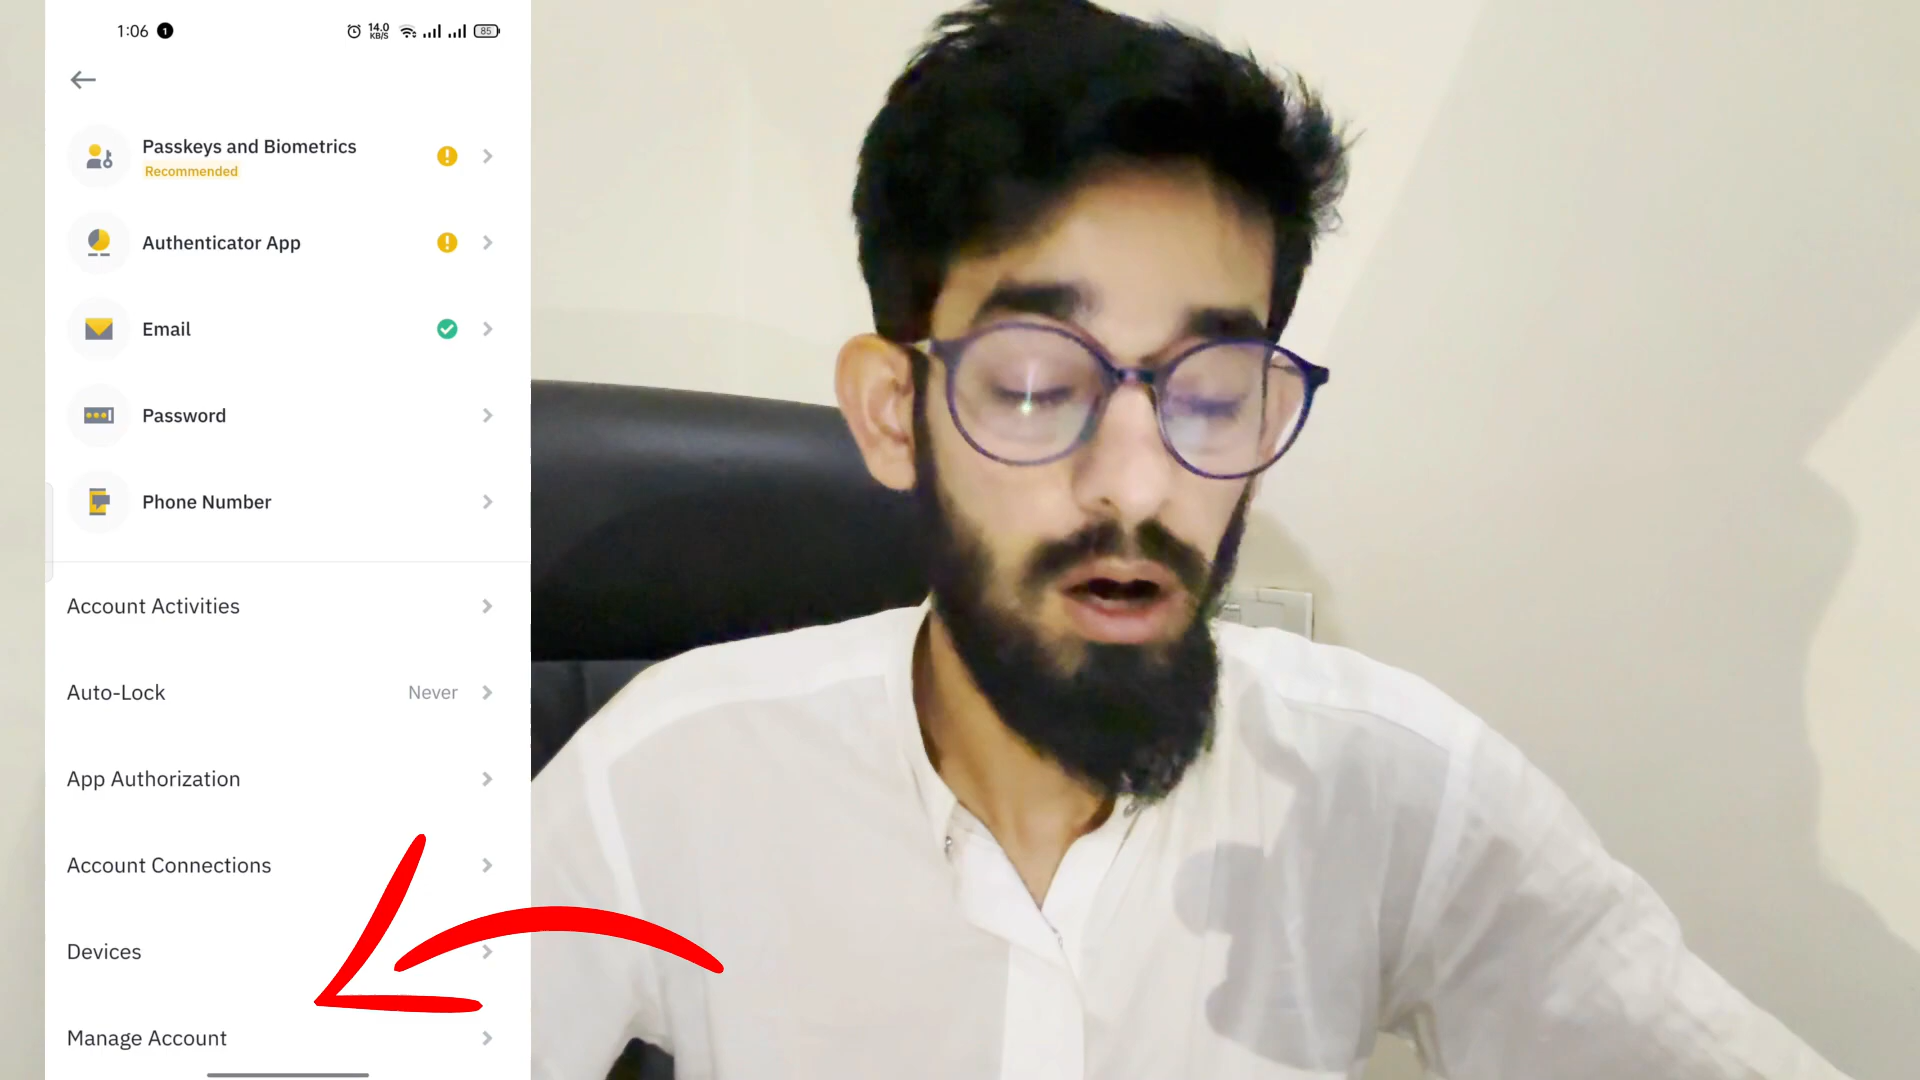 1:06 1 14.0 KB/S 85
Passkeys and Biometrics
Recommended
Authenticator App
Email
Password
Phone Number
Account Activities
Auto-Lock Never
App Authorization
Account Connections
Devices
Manage Account